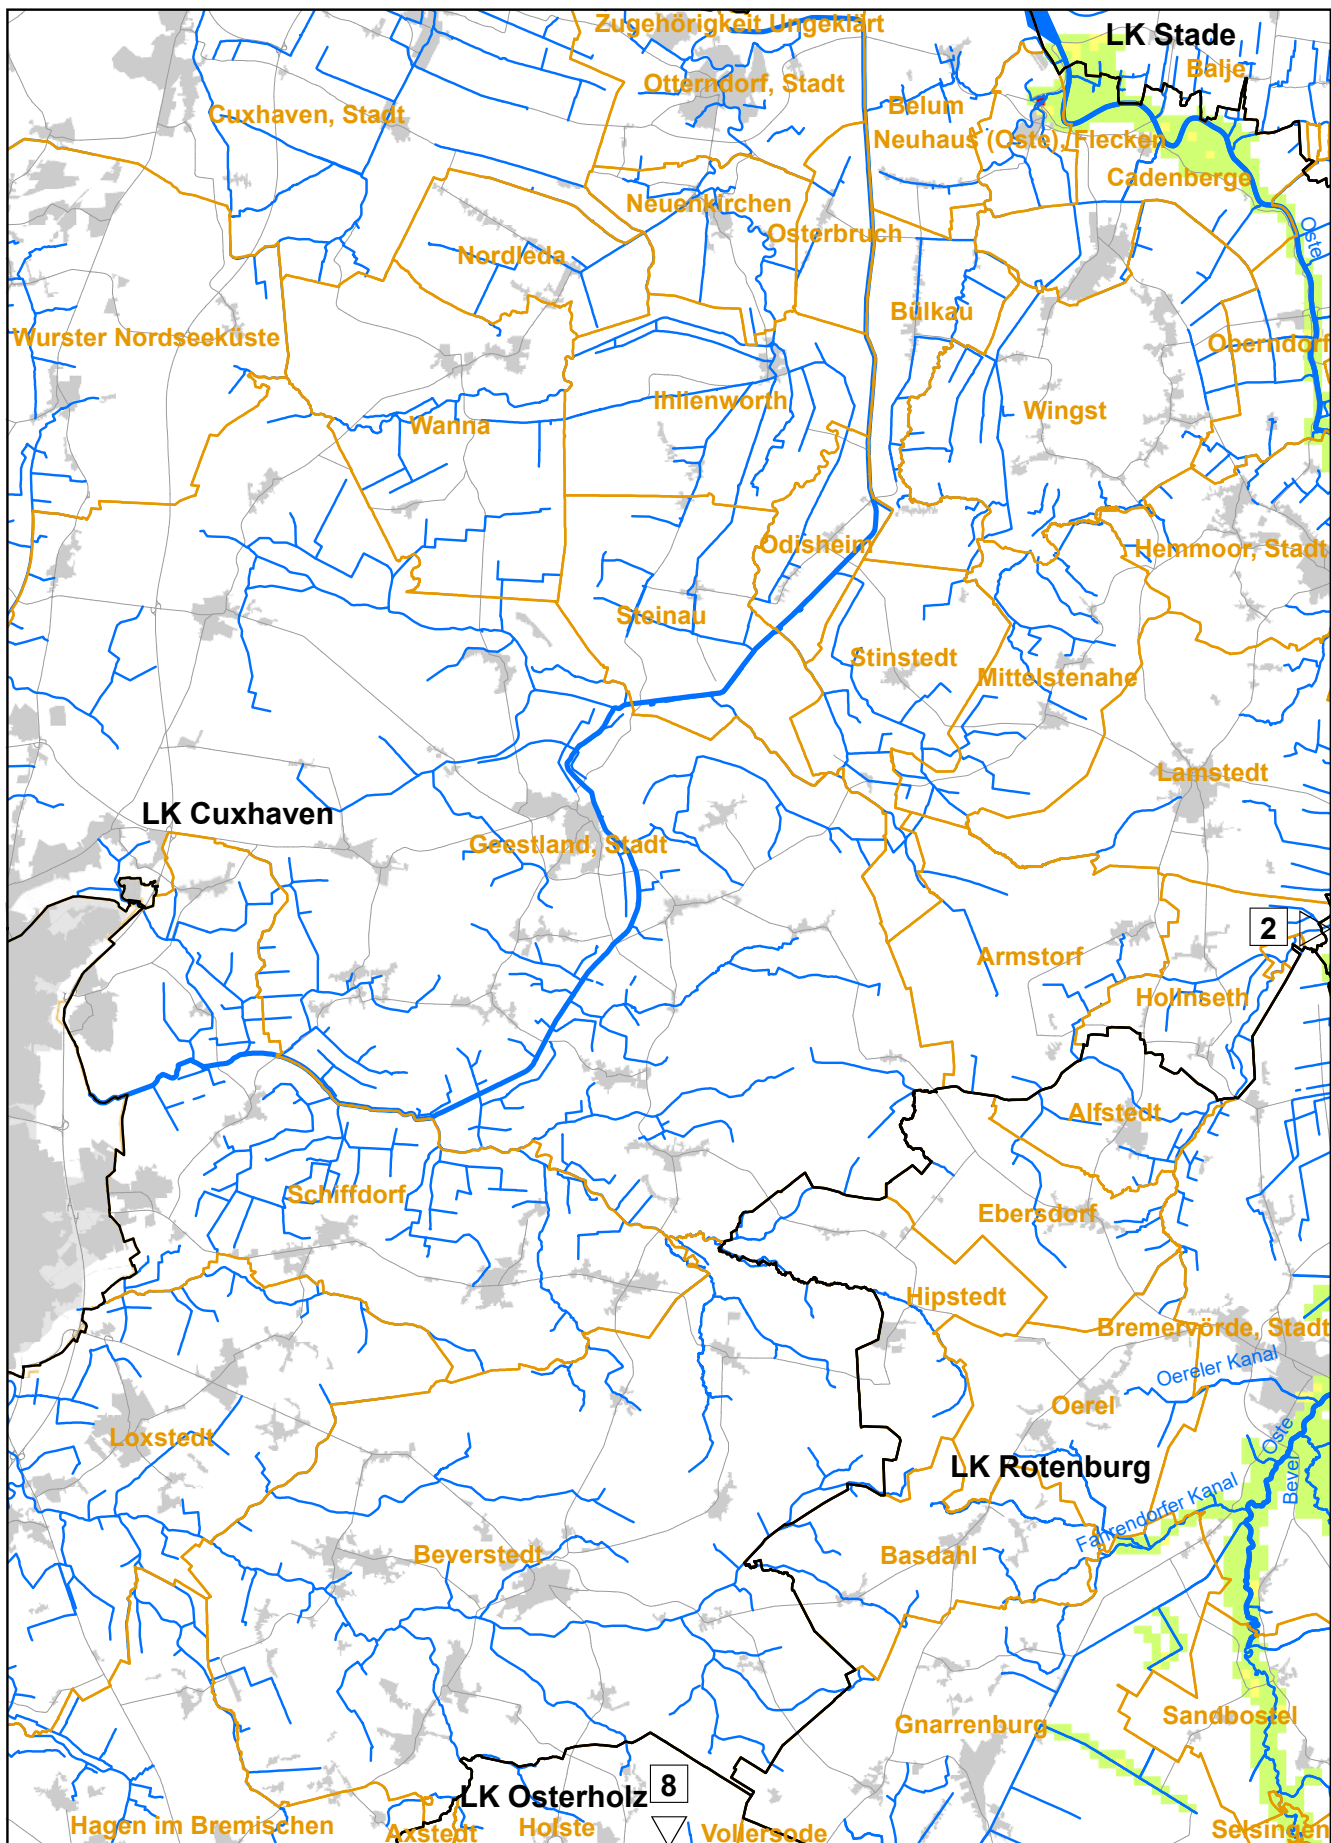 Zugehörigkeit Ungeklärt
LK Stade
Balje
Otterndorf, Stadt
Cuxhaven, Stadt
Belum
Neuhaus (Oste), Flecken
Cadenberge
Neuenkirchen
Osterbruch
Oste
Nordleda
Bülkau
Wurster Nordseeküste
Oberndorf
Ihlienworth
Wingst
Wanna
Odisheim
Hemmoor, Stadt
Steinau
Stinstedt
Mittelstenahe
Lamstedt
LK Cuxhaven
Geestland, Stadt
2
Armstorf
Hollnseth
Alfstedt
Schiffdorf
Ebersdorf
Hipstedt
Bremervörde, Stadt
Oereler Kanal
Oerel
Loxstedt
Oste
LK Rotenburg
Bevel
Fahrendorfer Kanal
Beverstedt
Basdahl
Sandbostel
Gnarrenburg
8
LK Osterholz
Hagen im Bremischen
Axstedt
Holste
Vollersode
Selsingen